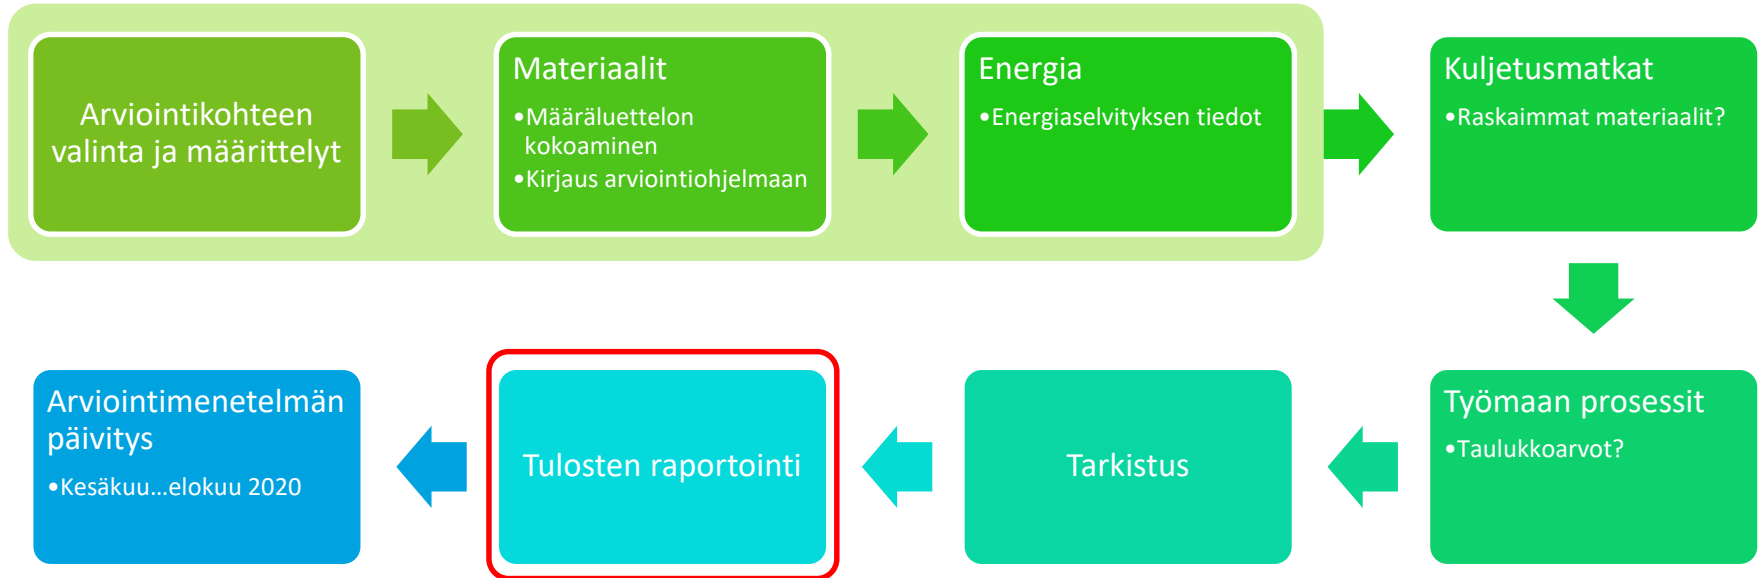 Arviointikohteen
valinta ja määrittelyt
Materiaalit
•Määräluettelon
kokoaminen
•Kirjaus arviointiohjelmaan
Energia
•Energiaselvityksen tiedot
Kuljetusmatkat
•Raskaimmat materiaalit?
Työmaan prosessit
•Taulukkoarvot?
Tarkistus
Tulosten raportointi
Arviointimenetelmän
päivitys
•Kesäkuu…elokuu 2020